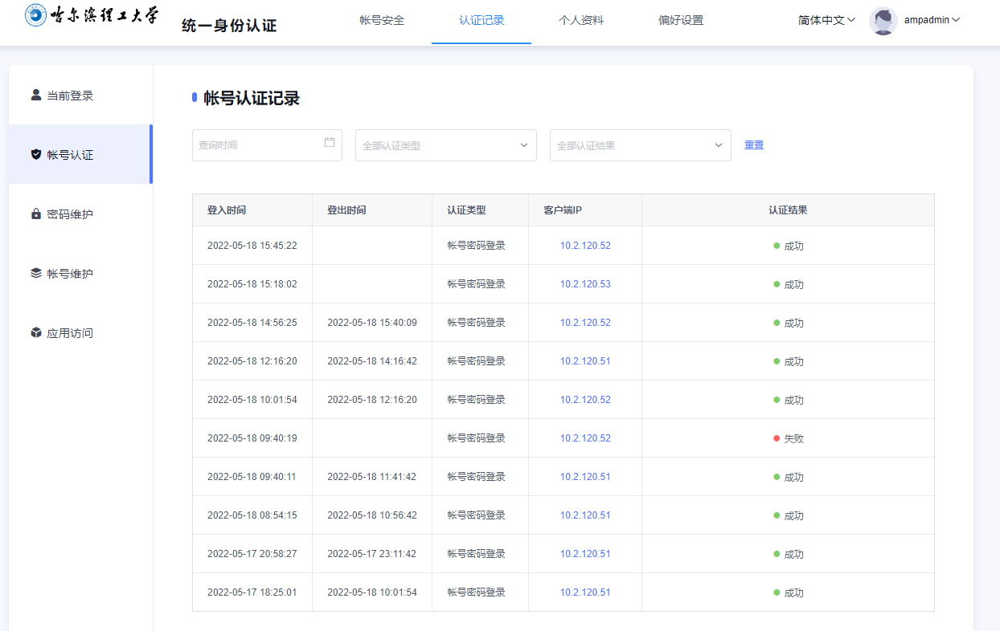 哈尔滨理工大学 统一身份认证 帐号安全 认证记录 个人资料 偏好设置 简体中文 ampadmin
当前登录
帐号认证
密码维护
帐号维护
应用访问
帐号认证记录
查询时间 全部认证类型 全部认证结果 重置
登入时间 登出时间 认证类型 客户端IP 认证结果
2022-05-18 15:45:22 帐号密码登录 10.2.120.52 成功
2022-05-18 15:18:02 帐号密码登录 10.2.120.53 成功
2022-05-18 14:56:25 2022-05-18 15:40:09 帐号密码登录 10.2.120.52 成功
2022-05-18 12:16:20 2022-05-18 14:16:42 帐号密码登录 10.2.120.51 成功
2022-05-18 10:01:54 2022-05-18 12:16:20 帐号密码登录 10.2.120.52 成功
2022-05-18 09:40:19 帐号密码登录 10.2.120.52 失败
2022-05-18 09:40:11 2022-05-18 11:41:42 帐号密码登录 10.2.120.51 成功
2022-05-18 08:54:15 2022-05-18 10:56:42 帐号密码登录 10.2.120.51 成功
2022-05-17 20:58:27 2022-05-17 23:11:42 帐号密码登录 10.2.120.51 成功
2022-05-17 18:25:01 2022-05-18 10:01:54 帐号密码登录 10.2.120.51 成功